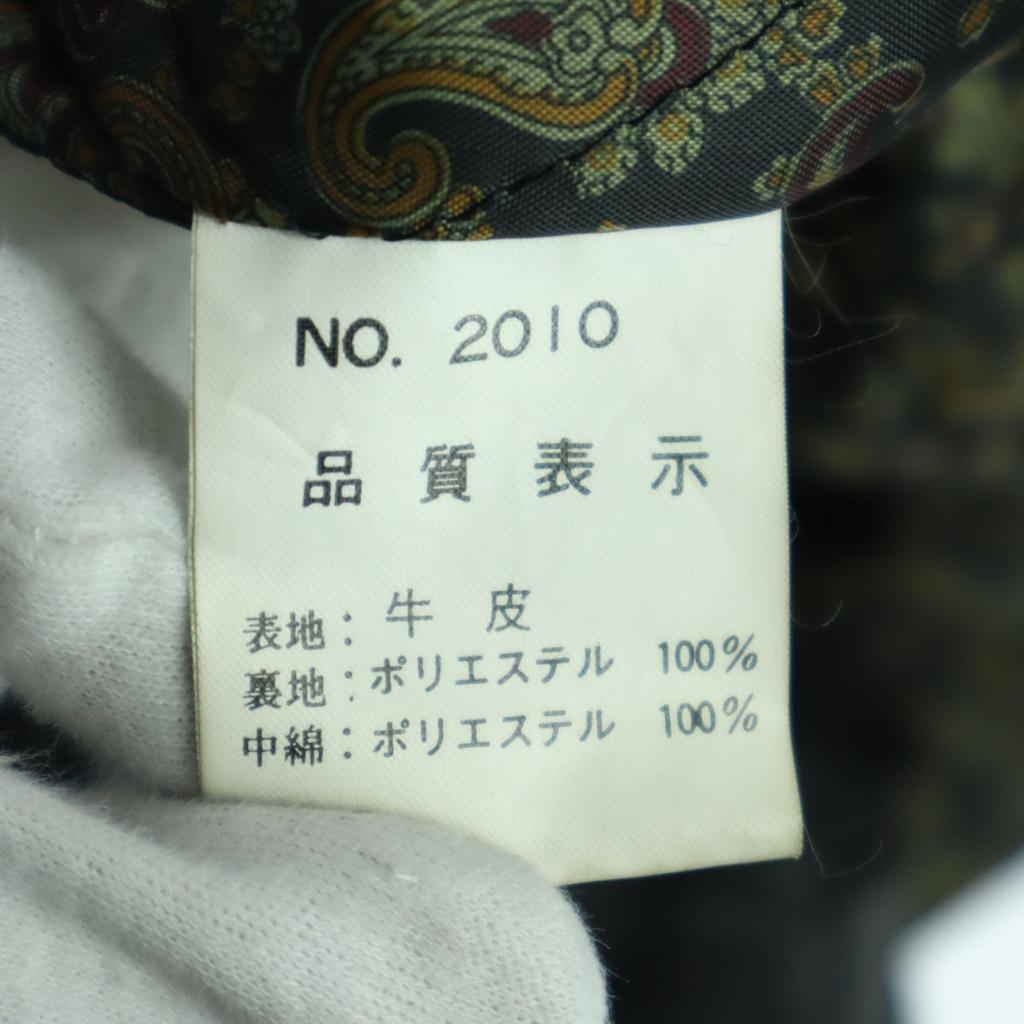 NO. 2010
品質表示
表地：牛皮
裏地：ポリエステル 100%
中綿：ポリエステル 100%